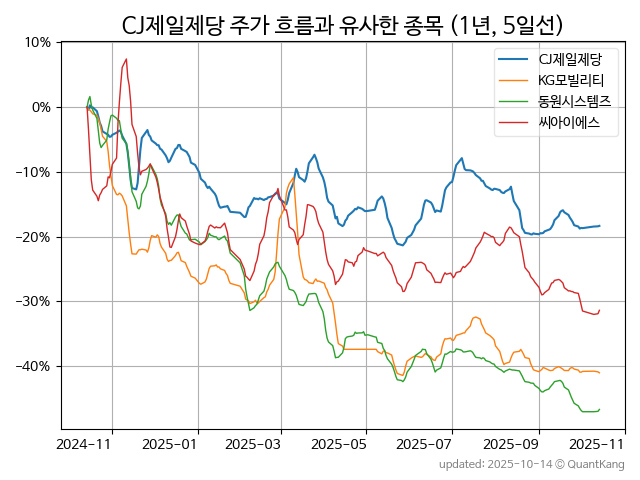 CJ제일제당 주가 흐름과 유사한 종목 (1년, 5일선)
10%
0%
−10%
−20%
−30%
−40%
CJ제일제당
KG모빌리티
동원시스템즈
씨아이에스
2024−11
2025−01
2025−03
2025−05
2025−07
2025−09
2025−11
updated: 2025-10-14 © QuantKang